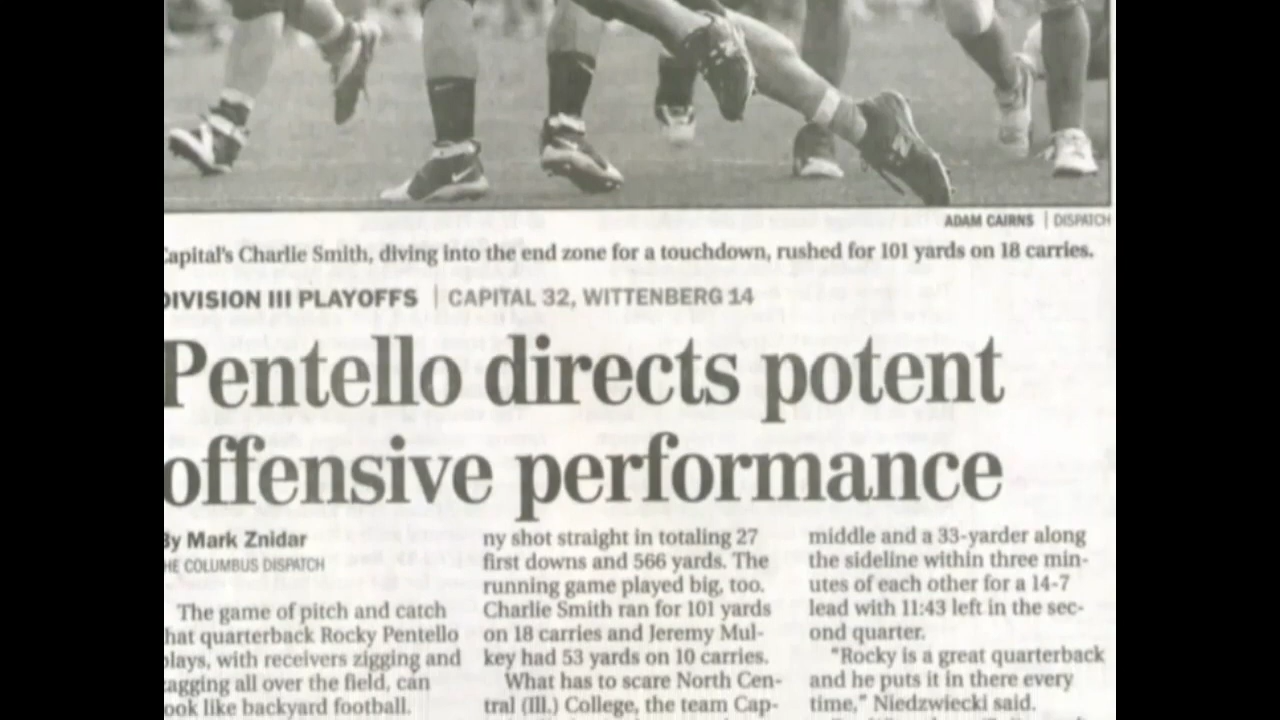 ADAM CAIRNS | DISPATCH
apital's Charlie Smith, diving into the end zone for a touchdown, rushed for 101 yards on 18 carries.
DIVISION III PLAYOFFS | CAPITAL 32, WITTENBERG 14
Pentello directs potent
offensive performance
By Mark Znidar
HE COLUMBUS DISPATCH
The game of pitch and catch
hat quarterback Rocky Pentello
plays, with receivers zigging and
zagging all over the field, can
ook like backyard football.
ny shot straight in totaling 27
first downs and 566 yards. The
running game played big, too.
Charlie Smith ran for 101 yards
on 18 carries and Jeremy Mul-
key had 53 yards on 10 carries.
What has to scare North Cen-
tral (Ill.) College, the team Cap-
middle and a 33-yarder along
the sideline within three min-
utes of each other for a 14-7
lead with 11:43 left in the sec-
ond quarter.
"Rocky is a great quarterback
and he puts it in there every
time," Niedzwiecki said.